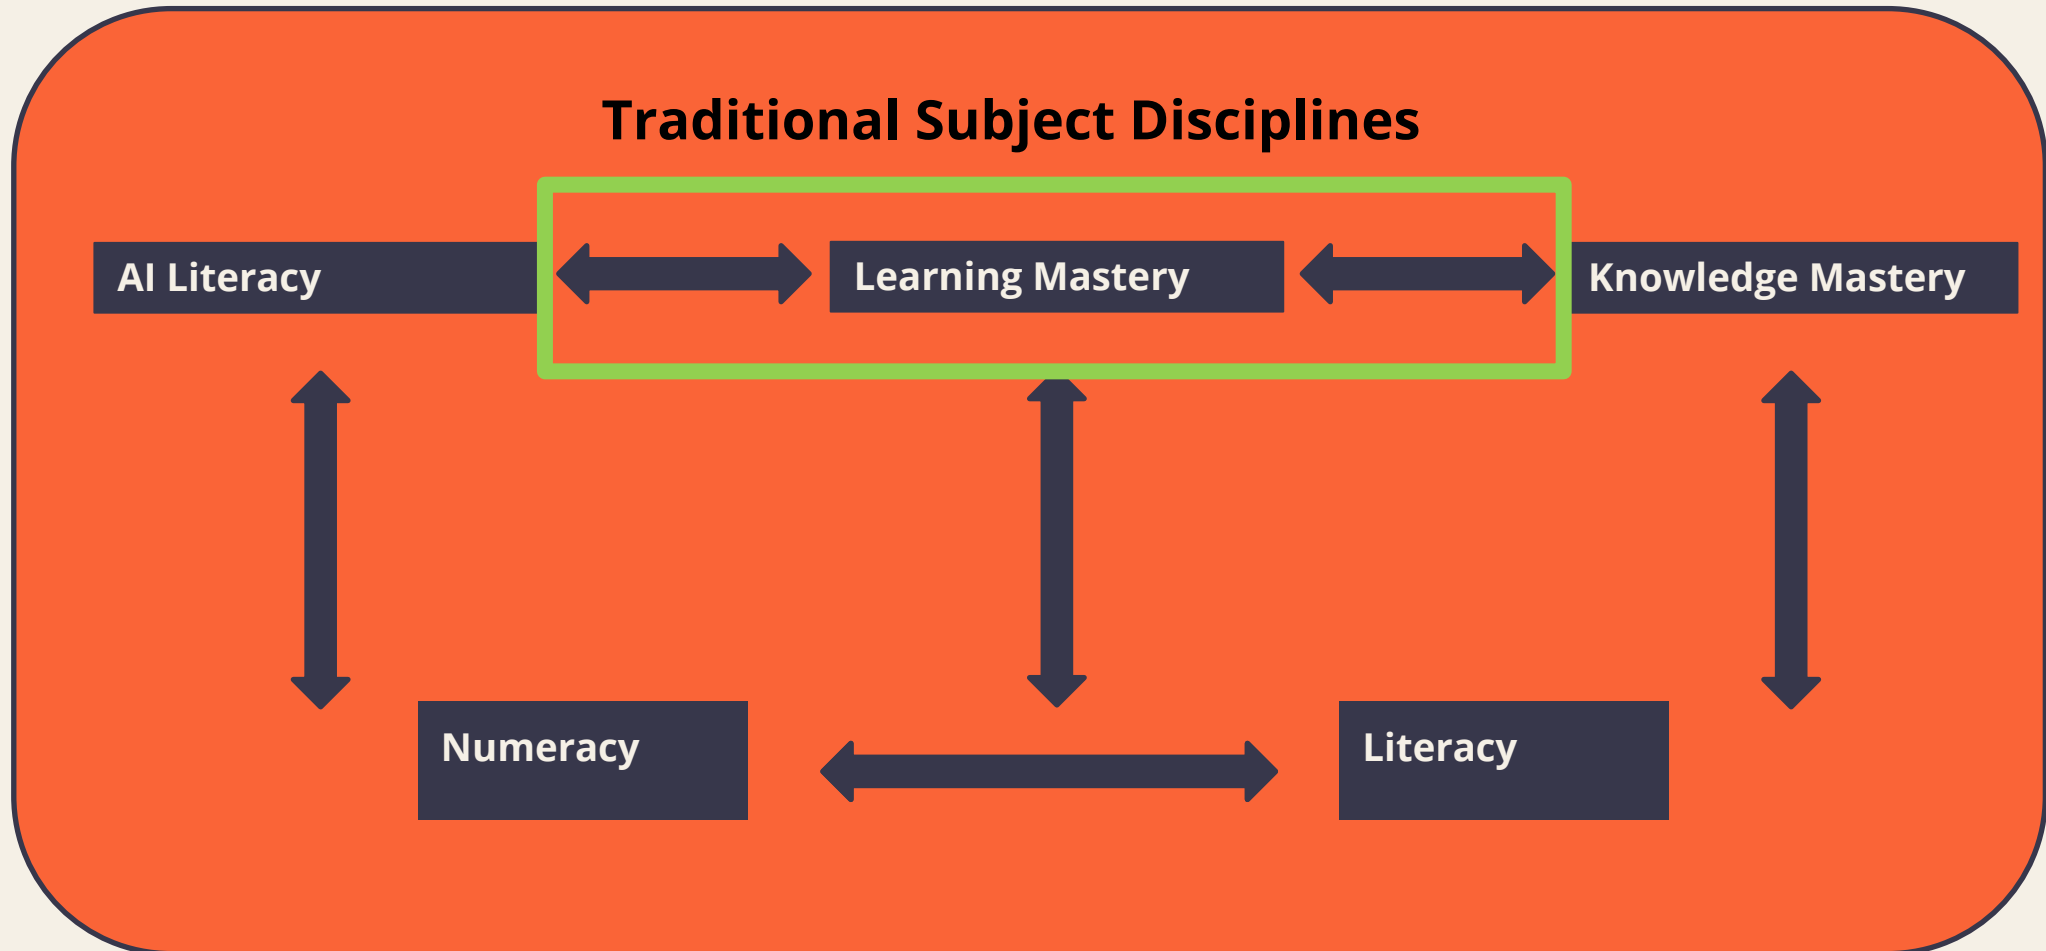 Traditional Subject Disciplines
AI Literacy
Learning Mastery
Knowledge Mastery
Numeracy
Literacy